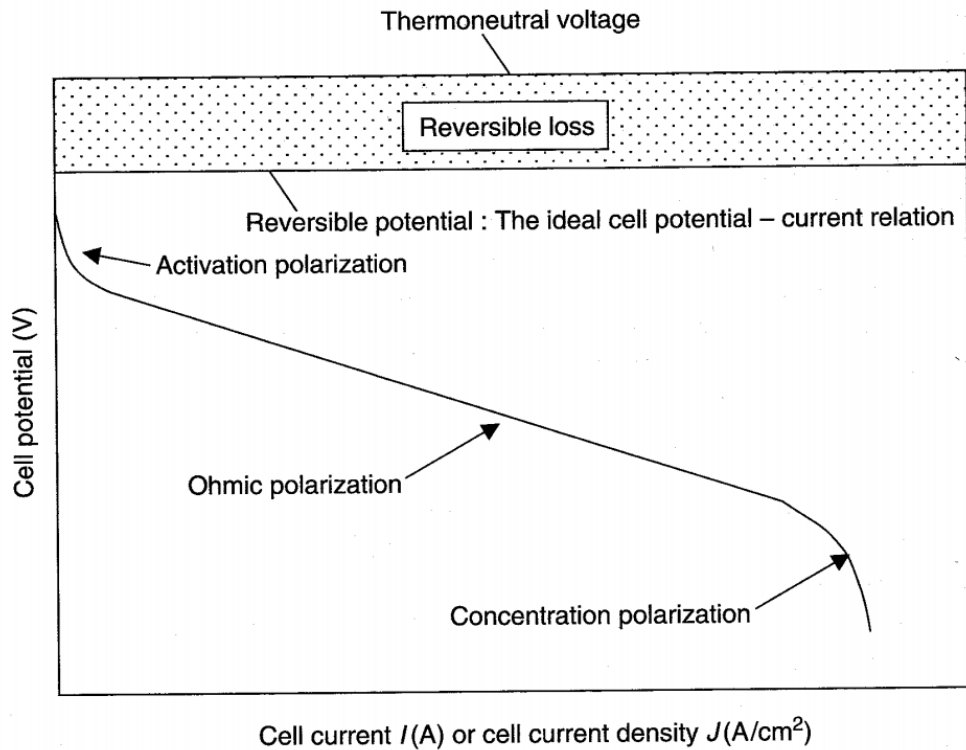 Thermoneutral voltage
Reversible loss
Reversible potential : The ideal cell potential – current relation
Activation polarization
Cell potential (V)
Ohmic polarization
Concentration polarization
Cell current I (A) or cell current density J (A/cm²)